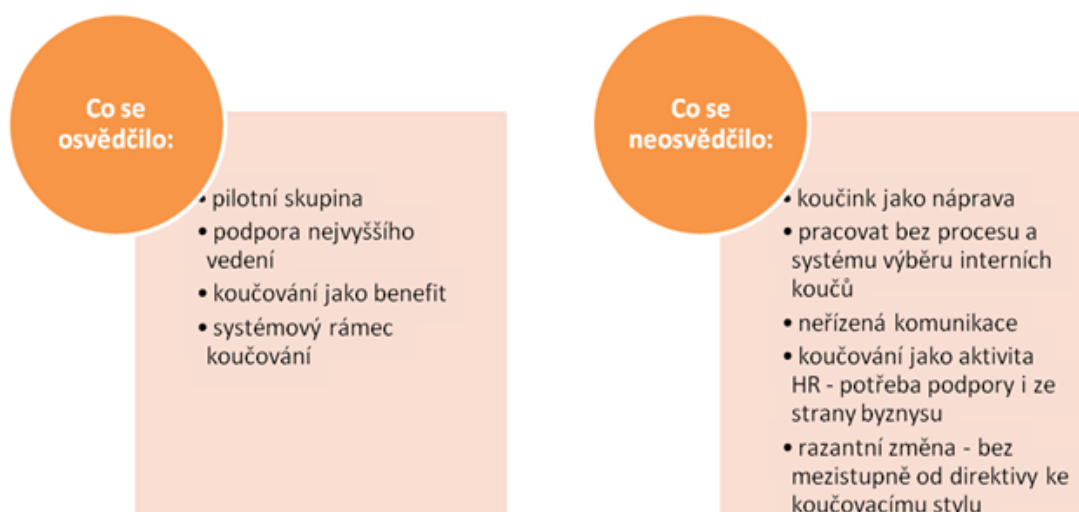 Co se
osvědčilo:
• pilotní skupina
• podpora nejvyššího
vedení
• koučování jako benefit
• systémový rámec
koučování
Co se
neosvědčilo:
• koučink jako náprava
• pracovat bez procesu a
systému výběru interních
koučů
• neřízená komunikace
• koučování jako aktivita
HR - potřeba podpory i ze
strany byznysu
• razantní změna - bez
mezistupně od direktivy ke
koučovacímu stylu